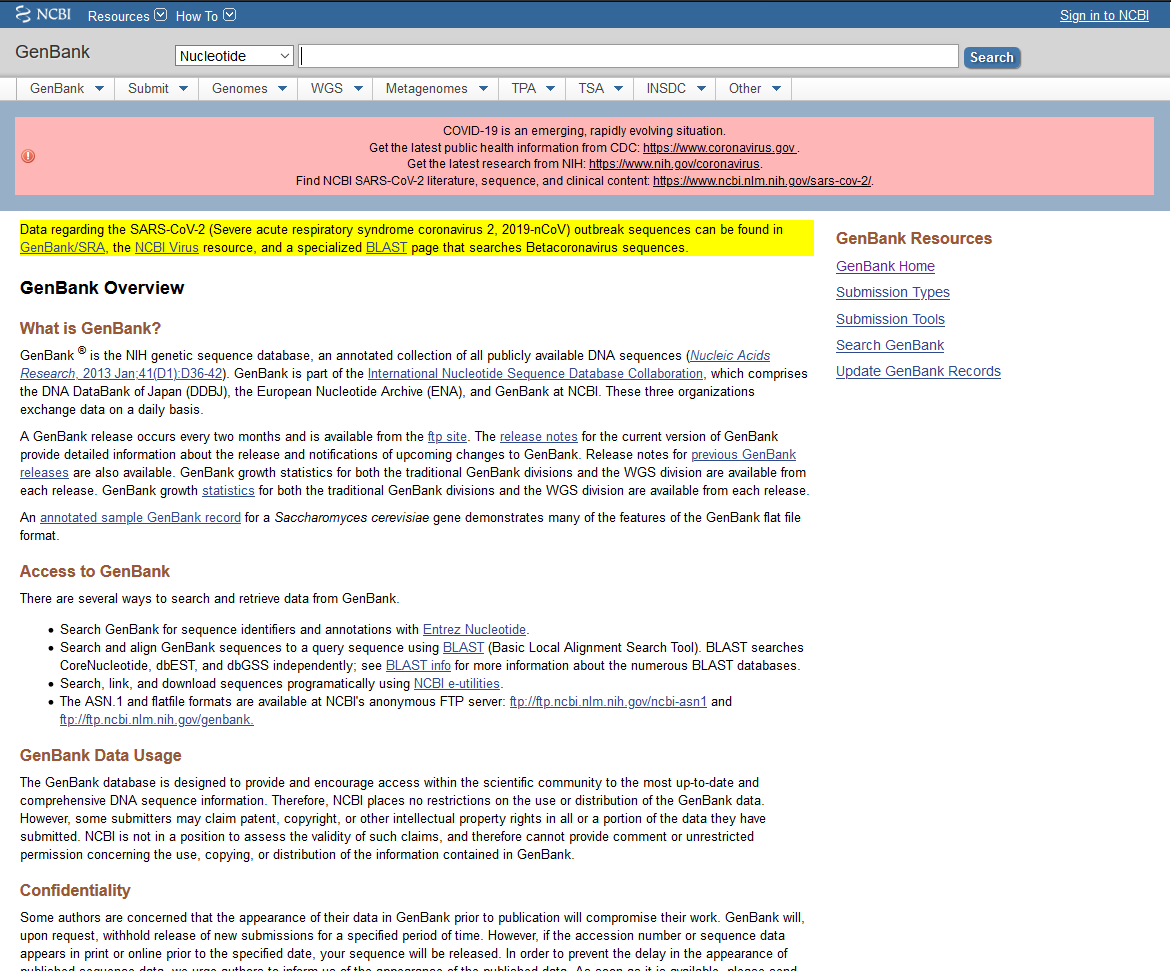 NCBI Resources How To Sign in to NCBI
GenBank Nucleotide Search
GenBank Submit Genomes WGS Metagenomes TPA TSA INSDC Other
COVID-19 is an emerging, rapidly evolving situation.
Get the latest public health information from CDC: https://www.coronavirus.gov .
Get the latest research from NIH: https://www.nih.gov/coronavirus.
Find NCBI SARS-CoV-2 literature, sequence, and clinical content: https://www.ncbi.nlm.nih.gov/sars-cov-2/.
Data regarding the SARS-CoV-2 (Severe acute respiratory syndrome coronavirus 2, 2019-nCoV) outbreak sequences can be found in
GenBank/SRA, the NCBI Virus resource, and a specialized BLAST page that searches Betacoronavirus sequences.
GenBank Overview
What is GenBank?
GenBank ® is the NIH genetic sequence database, an annotated collection of all publicly available DNA sequences (Nucleic Acids
Research, 2013 Jan;41(D1):D36-42). GenBank is part of the International Nucleotide Sequence Database Collaboration, which comprises
the DNA DataBank of Japan (DDBJ), the European Nucleotide Archive (ENA), and GenBank at NCBI. These three organizations
exchange data on a daily basis.
A GenBank release occurs every two months and is available from the ftp site. The release notes for the current version of GenBank
provide detailed information about the release and notifications of upcoming changes to GenBank. Release notes for previous GenBank
releases are also available. GenBank growth statistics for both the traditional GenBank divisions and the WGS division are available from
each release. GenBank growth statistics for both the traditional GenBank divisions and the WGS division are available from each release.
An annotated sample GenBank record for a Saccharomyces cerevisiae gene demonstrates many of the features of the GenBank flat file
format.
Access to GenBank
There are several ways to search and retrieve data from GenBank.
• Search GenBank for sequence identifiers and annotations with Entrez Nucleotide.
• Search and align GenBank sequences to a query sequence using BLAST (Basic Local Alignment Search Tool). BLAST searches
CoreNucleotide, dbEST, and dbGSS independently; see BLAST info for more information about the numerous BLAST databases.
• Search, link, and download sequences programatically using NCBI e-utilities.
• The ASN.1 and flatfile formats are available at NCBI's anonymous FTP server: ftp://ftp.ncbi.nlm.nih.gov/ncbi-asn1 and
ftp://ftp.ncbi.nlm.nih.gov/genbank.
GenBank Data Usage
The GenBank database is designed to provide and encourage access within the scientific community to the most up-to-date and
comprehensive DNA sequence information. Therefore, NCBI places no restrictions on the use or distribution of the GenBank data.
However, some submitters may claim patent, copyright, or other intellectual property rights in all or a portion of the data they have
submitted. NCBI is not in a position to assess the validity of such claims, and therefore cannot provide comment or unrestricted
permission concerning the use, copying, or distribution of the information contained in GenBank.
Confidentiality
Some authors are concerned that the appearance of their data in GenBank prior to publication will compromise their work. GenBank will,
upon request, withhold release of new submissions for a specified period of time. However, if the accession number or sequence data
appears in print or online prior to the specified date, your sequence will be released. In order to prevent the delay in the appearance of
published sequence data, we urge authors to inform us of the appearance of the published data. As soon as it is available, please send
GenBank Resources
GenBank Home
Submission Types
Submission Tools
Search GenBank
Update GenBank Records